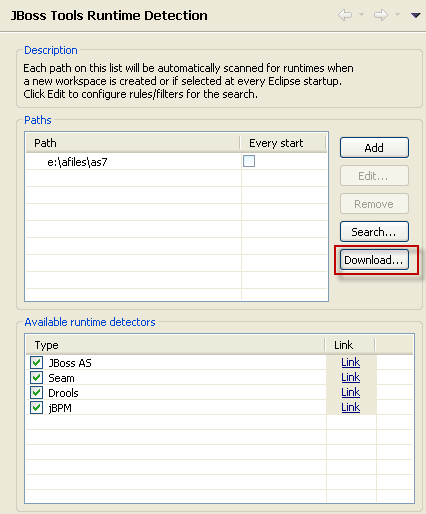 JBoss Tools Runtime Detection
Description
Each path on this list will be automatically scanned for runtimes when
a new workspace is created or if selected at every Eclipse startup.
Click Edit to configure rules/filters for the search.
Paths
Path Every start
e:\afiles\as7
Add
Edit...
Remove
Search...
Download...
Available runtime detectors
Type Link
JBoss AS Link
Seam Link
Drools Link
jBPM Link